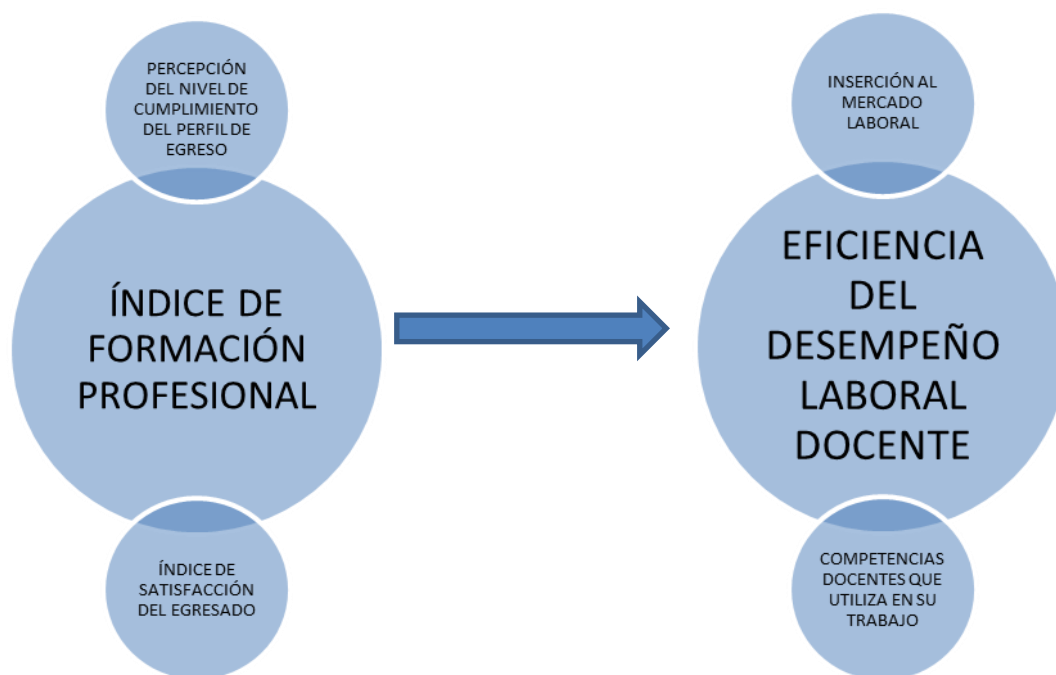 PERCEPCIÓN
DEL NIVEL DE
CUMPLIMIENTO
DEL PERFIL DE
EGRESO
ÍNDICE DE
FORMACIÓN
PROFESIONAL
ÍNDICE DE
SATISFACCIÓN
DEL EGRESADO
INSERCIÓN AL
MERCADO
LABORAL
EFICIENCIA
DEL
DESEMPEÑO
LABORAL
DOCENTE
COMPETENCIAS
DOCENTES QUE
UTILIZA EN SU
TRABAJO